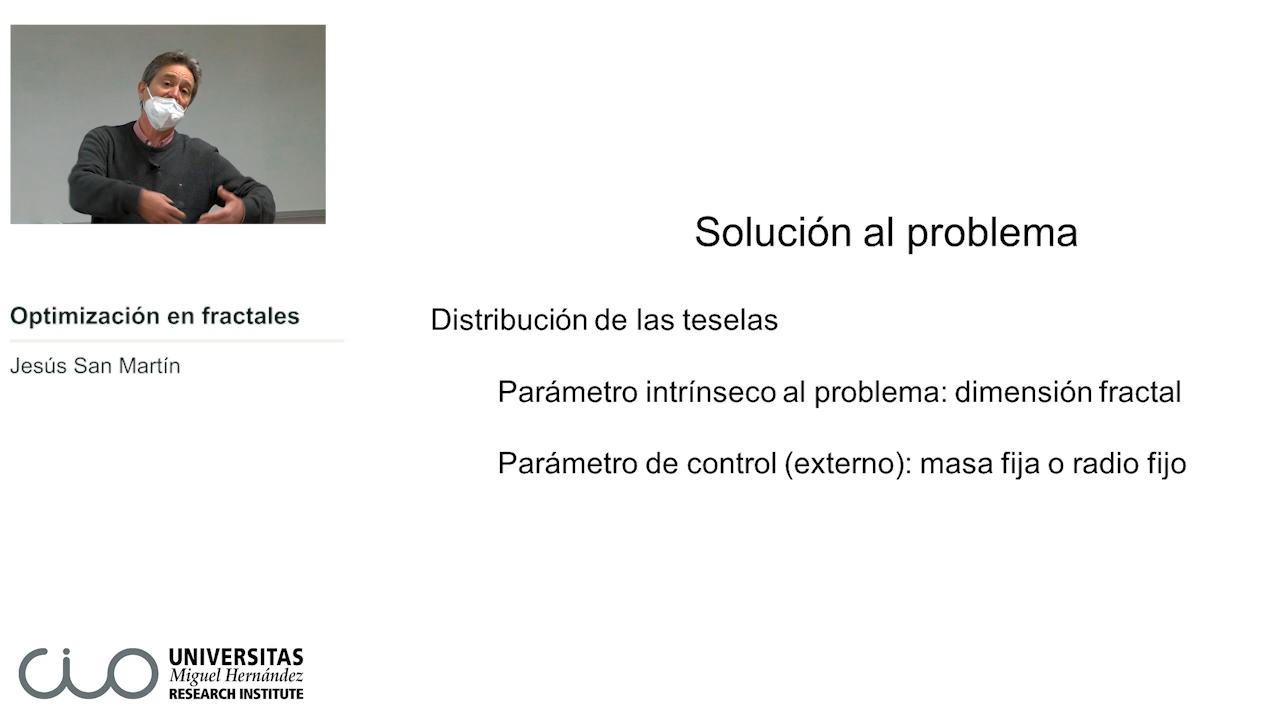 Solución al problema
Optimización en fractales
Jesús San Martín
Distribución de las teselas
Parámetro intrínseco al problema: dimensión fractal
Parámetro de control (externo): masa fija o radio fijo
cio
UNIVERSITAS
Miguel Hernández
RESEARCH INSTITUTE